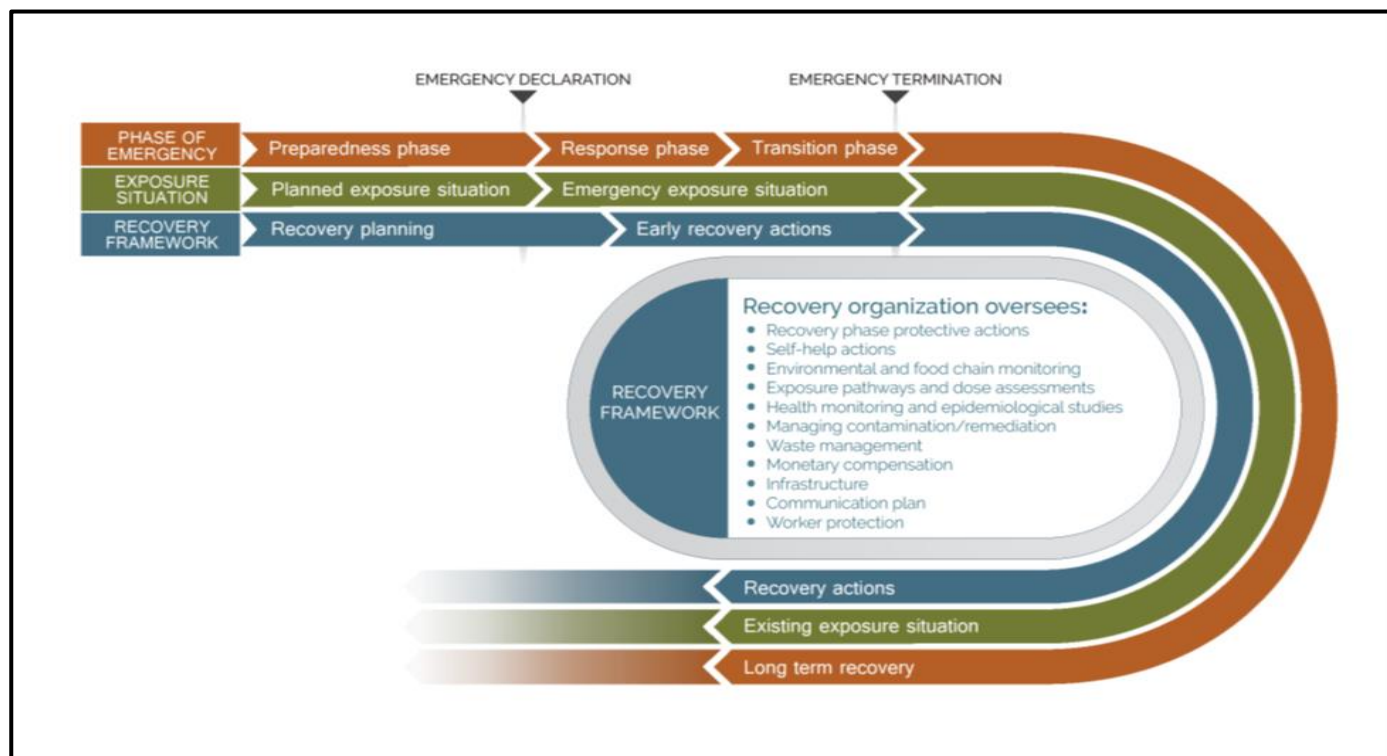 EMERGENCY DECLARATION
EMERGENCY TERMINATION
PHASE OF
EMERGENCY
Preparedness phase
Response phase
Transition phase
EXPOSURE
SITUATION
Planned exposure situation
Emergency exposure situation
RECOVERY
FRAMEWORK
Recovery planning
Early recovery actions
RECOVERY
FRAMEWORK
Recovery organization oversees:
• Recovery phase protective actions
• Self-help actions
• Environmental and food chain monitoring
• Exposure pathways and dose assessments
• Health monitoring and epidemiological studies
• Managing contamination/remediation
• Waste management
• Monetary compensation
• Infrastructure
• Communication plan
• Worker protection
Recovery actions
Existing exposure situation
Long term recovery